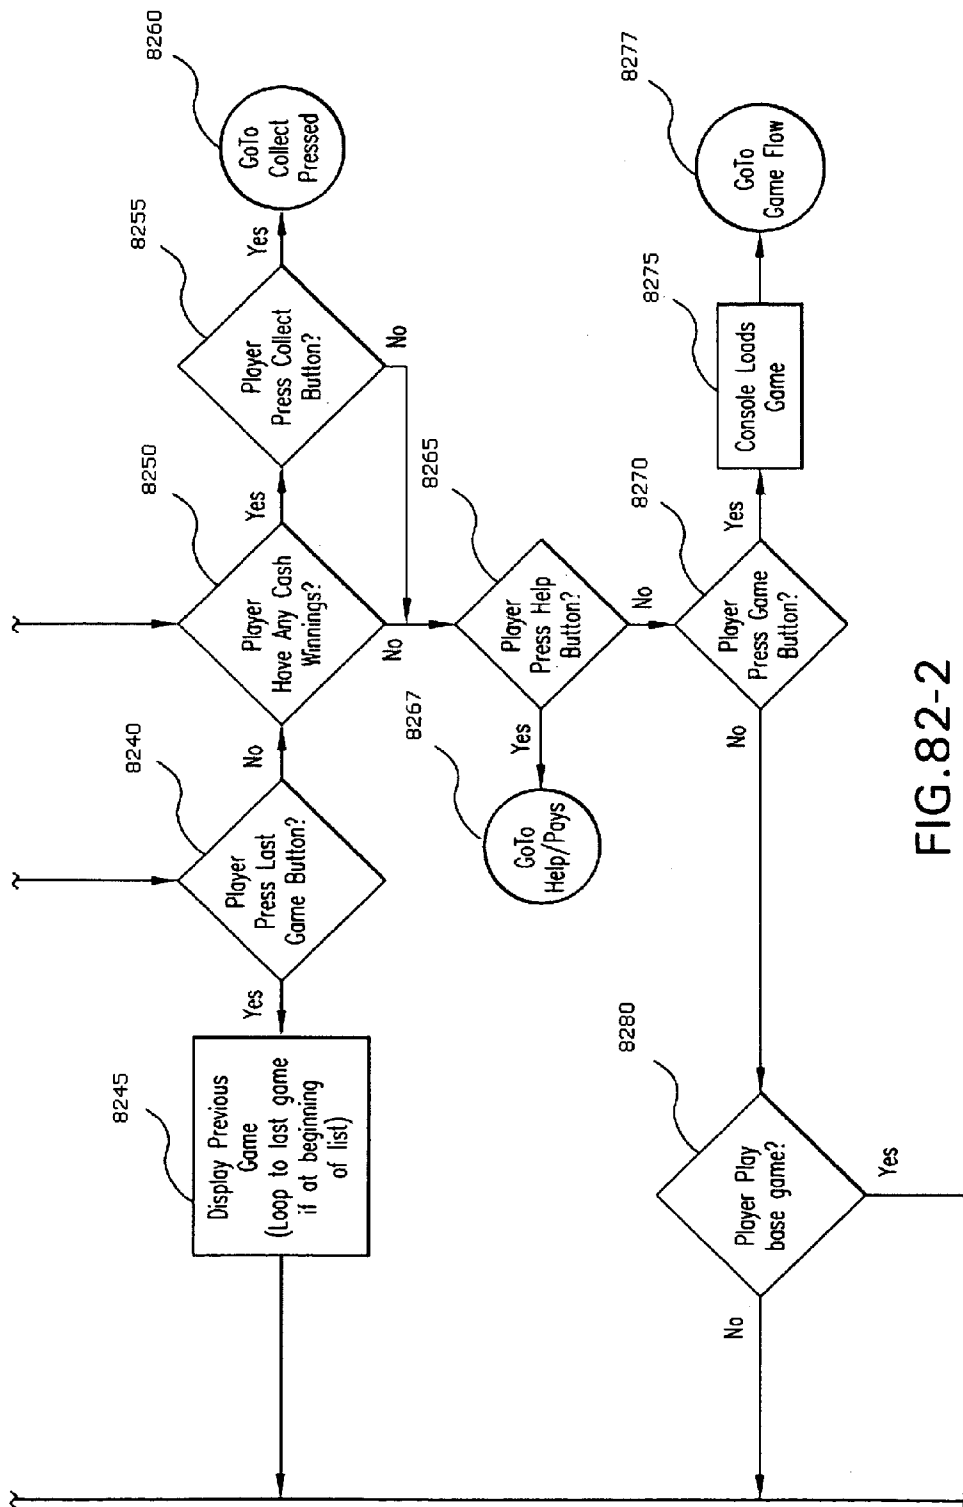 8260
GoTo
Collect
Pressed
8255
Yes
Player
Press Collect
Button?
No
8250
Yes
Player
Have Any Cash
Winnings?
No
8240
No
Player
Press Last
Game Button?
Yes
8245
Display Previous
Game
(Loop to last game
if at beginning
of list)
8265
Player
Press Help
Button?
No
Yes
8267
GoTo
Help/Pays
8277
GoTo
Game Flow
8275
Console Loads
Game
8270
Yes
Player
Press Game
Button?
No
8280
Player Play
base game?
Yes
No
FIG.82-2